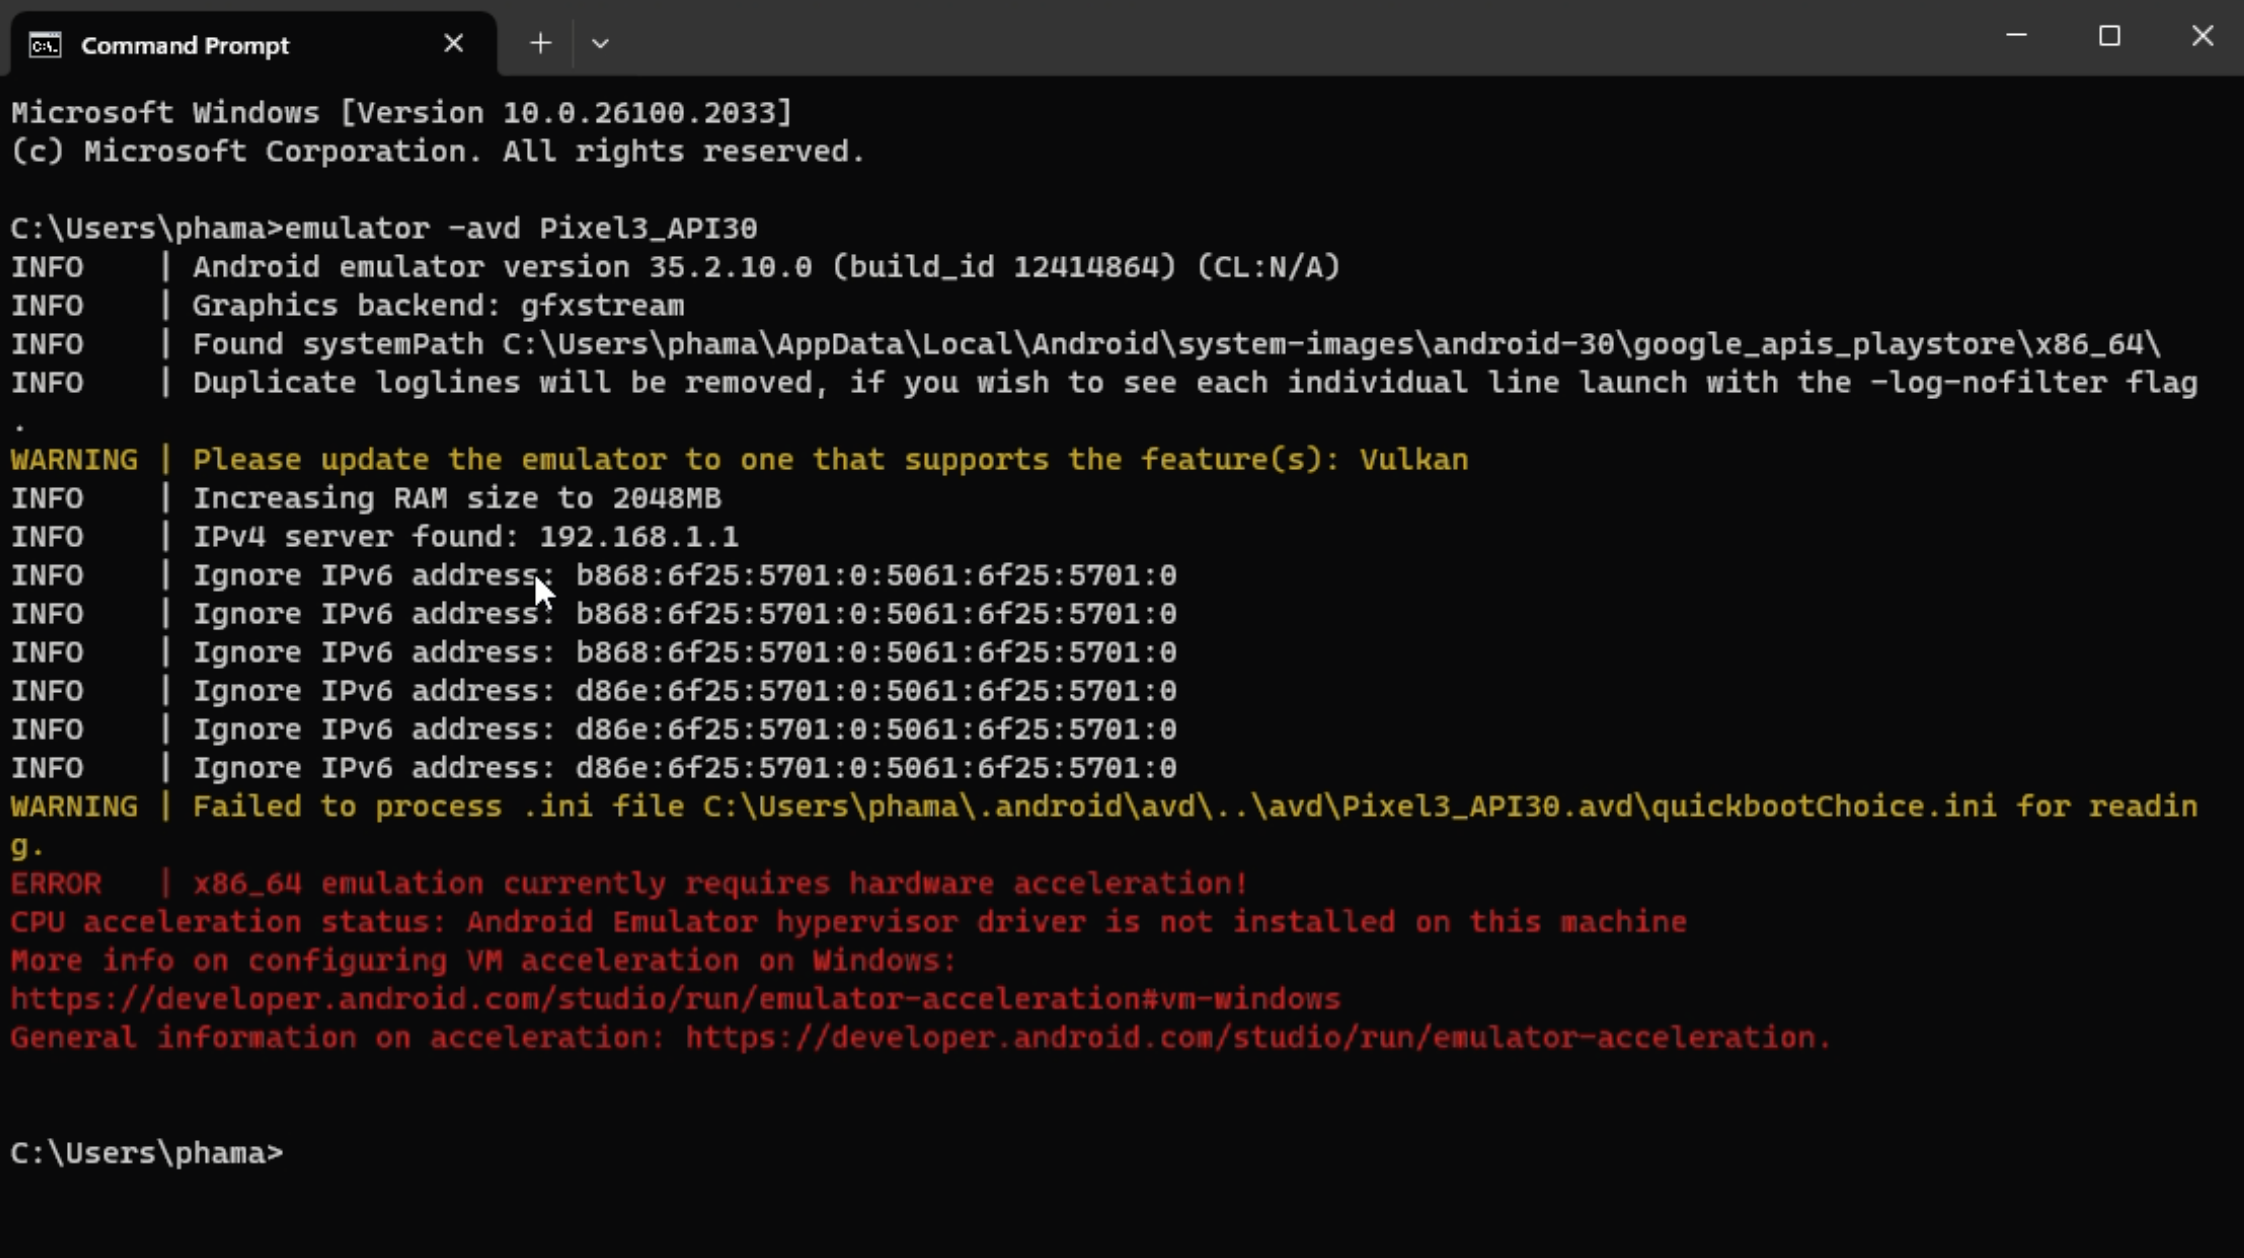 Command Prompt
Microsoft Windows [Version 10.0.26100.2033]
(c) Microsoft Corporation. All rights reserved.
C:\Users\phama>emulator -avd Pixel3_API30
INFO    | Android emulator version 35.2.10.0 (build_id 12414864) (CL:N/A)
INFO    | Graphics backend: gfxstream
INFO    | Found systemPath C:\Users\phama\AppData\Local\Android\system-images\android-30\google_apis_playstore\x86_64\
INFO    | Duplicate loglines will be removed, if you wish to see each individual line launch with the -log-nofilter flag
.
WARNING | Please update the emulator to one that supports the feature(s): Vulkan
INFO    | Increasing RAM size to 2048MB
INFO    | IPv4 server found: 192.168.1.1
INFO    | Ignore IPv6 address: b868:6f25:5701:0:5061:6f25:5701:0
INFO    | Ignore IPv6 address: b868:6f25:5701:0:5061:6f25:5701:0
INFO    | Ignore IPv6 address: b868:6f25:5701:0:5061:6f25:5701:0
INFO    | Ignore IPv6 address: d86e:6f25:5701:0:5061:6f25:5701:0
INFO    | Ignore IPv6 address: d86e:6f25:5701:0:5061:6f25:5701:0
INFO    | Ignore IPv6 address: d86e:6f25:5701:0:5061:6f25:5701:0
WARNING | Failed to process .ini file C:\Users\phama\.android\avd\..\avd\Pixel3_API30.avd\quickbootChoice.ini for readin
g.
ERROR   | x86_64 emulation currently requires hardware acceleration!
CPU acceleration status: Android Emulator hypervisor driver is not installed on this machine
More info on configuring VM acceleration on Windows:
https://developer.android.com/studio/run/emulator-acceleration#vm-windows
General information on acceleration: https://developer.android.com/studio/run/emulator-acceleration.
C:\Users\phama>